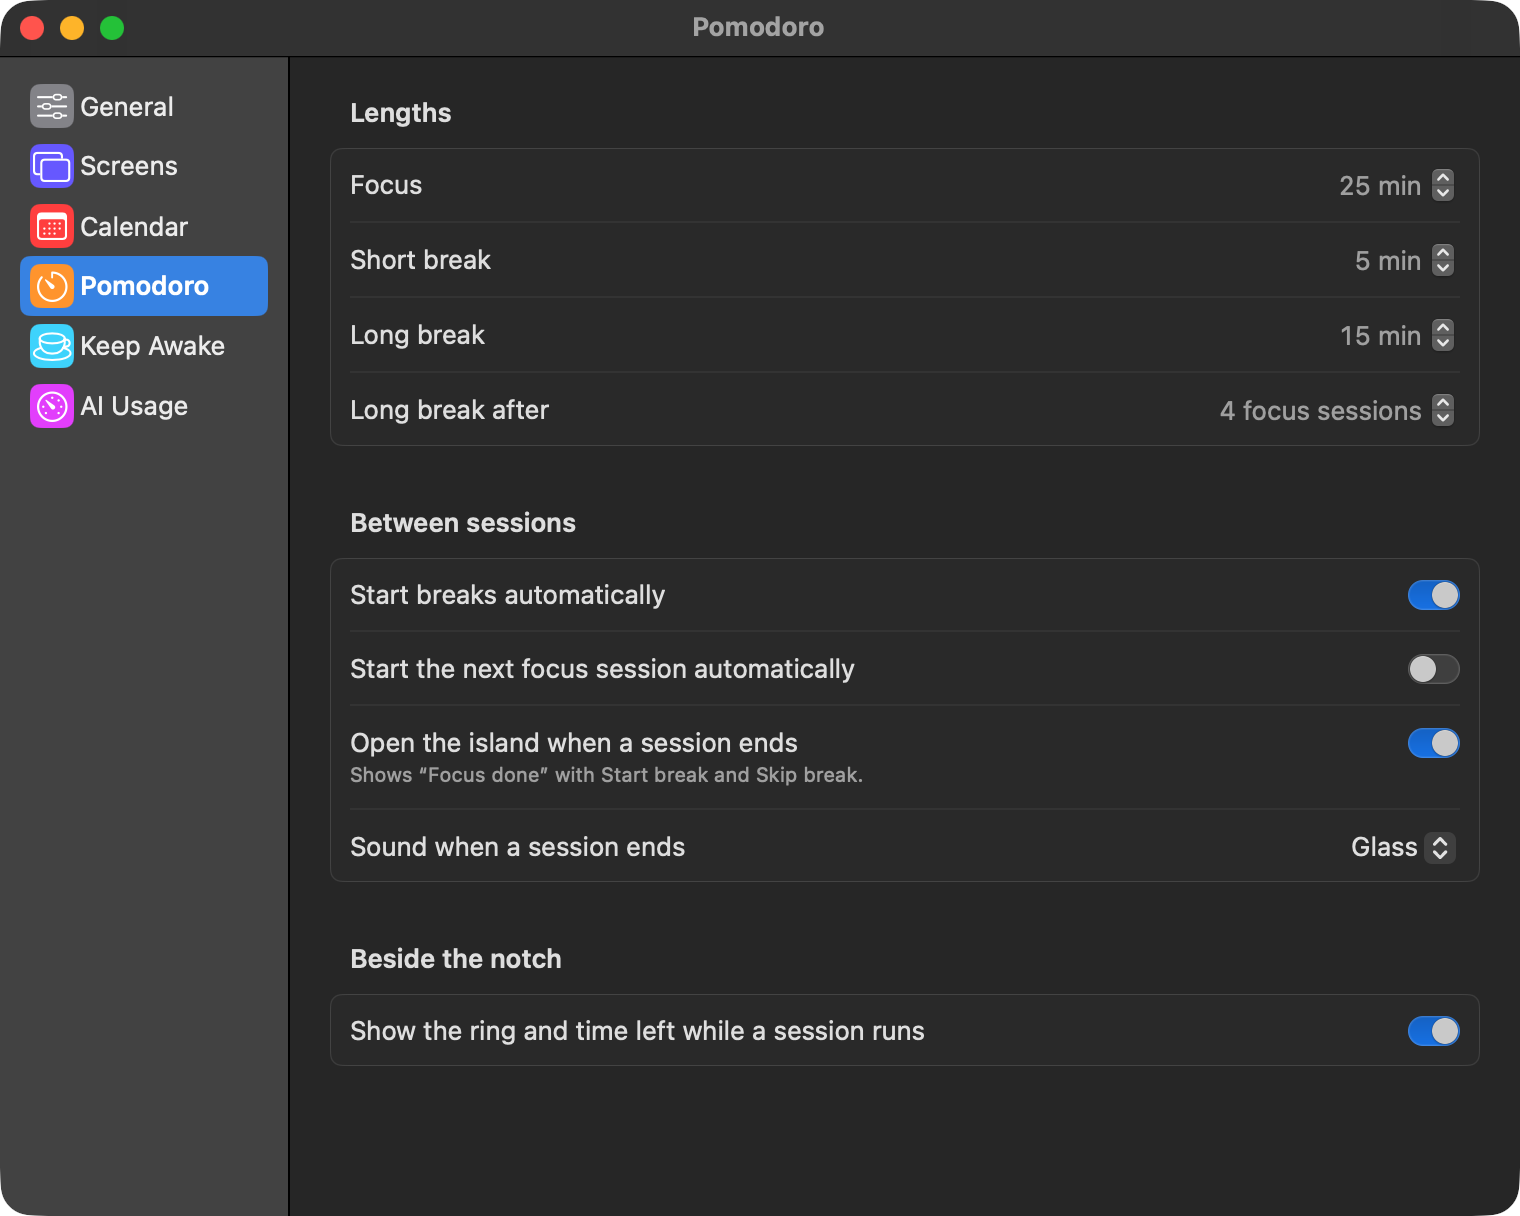 Pomodoro
General
Screens
Calendar
Pomodoro
Keep Awake
AI Usage
Lengths
Focus 25 min
Short break 5 min
Long break 15 min
Long break after 4 focus sessions
Between sessions
Start breaks automatically
Start the next focus session automatically
Open the island when a session ends
Shows “Focus done” with Start break and Skip break.
Sound when a session ends Glass
Beside the notch
Show the ring and time left while a session runs